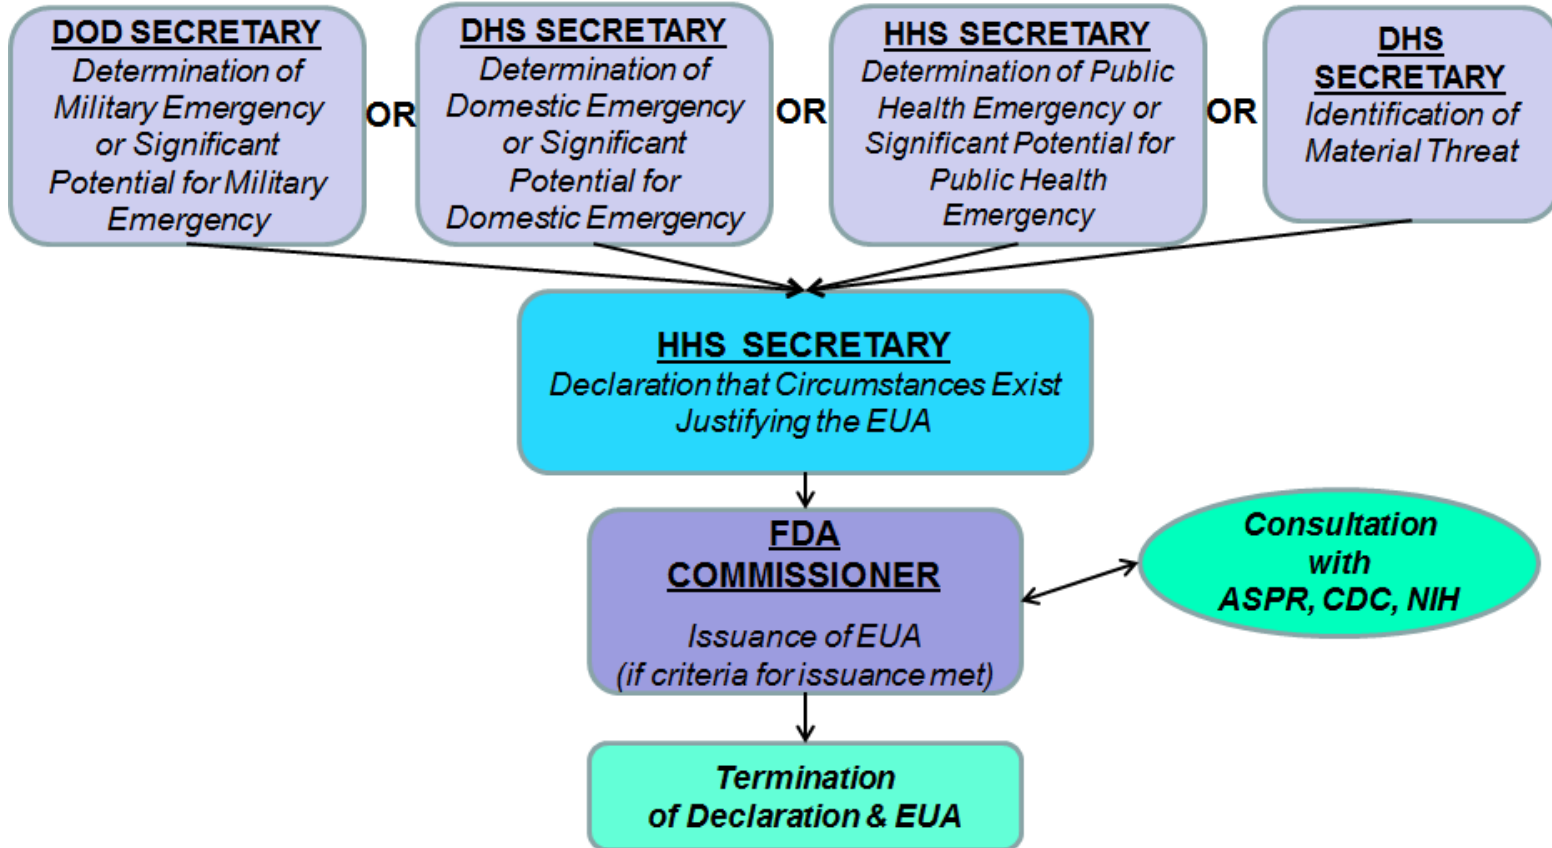 DOD SECRETARY
Determination of
Military Emergency
or Significant
Potential for Military
Emergency
OR
DHS SECRETARY
Determination of
Domestic Emergency
or Significant
Potential for
Domestic Emergency
OR
HHS SECRETARY
Determination of Public
Health Emergency or
Significant Potential for
Public Health
Emergency
OR
DHS
SECRETARY
Identification of
Material Threat
HHS SECRETARY
Declaration that Circumstances Exist
Justifying the EUA
FDA
COMMISSIONER
Issuance of EUA
(if criteria for issuance met)
Consultation
with
ASPR, CDC, NIH
Termination
of Declaration & EUA